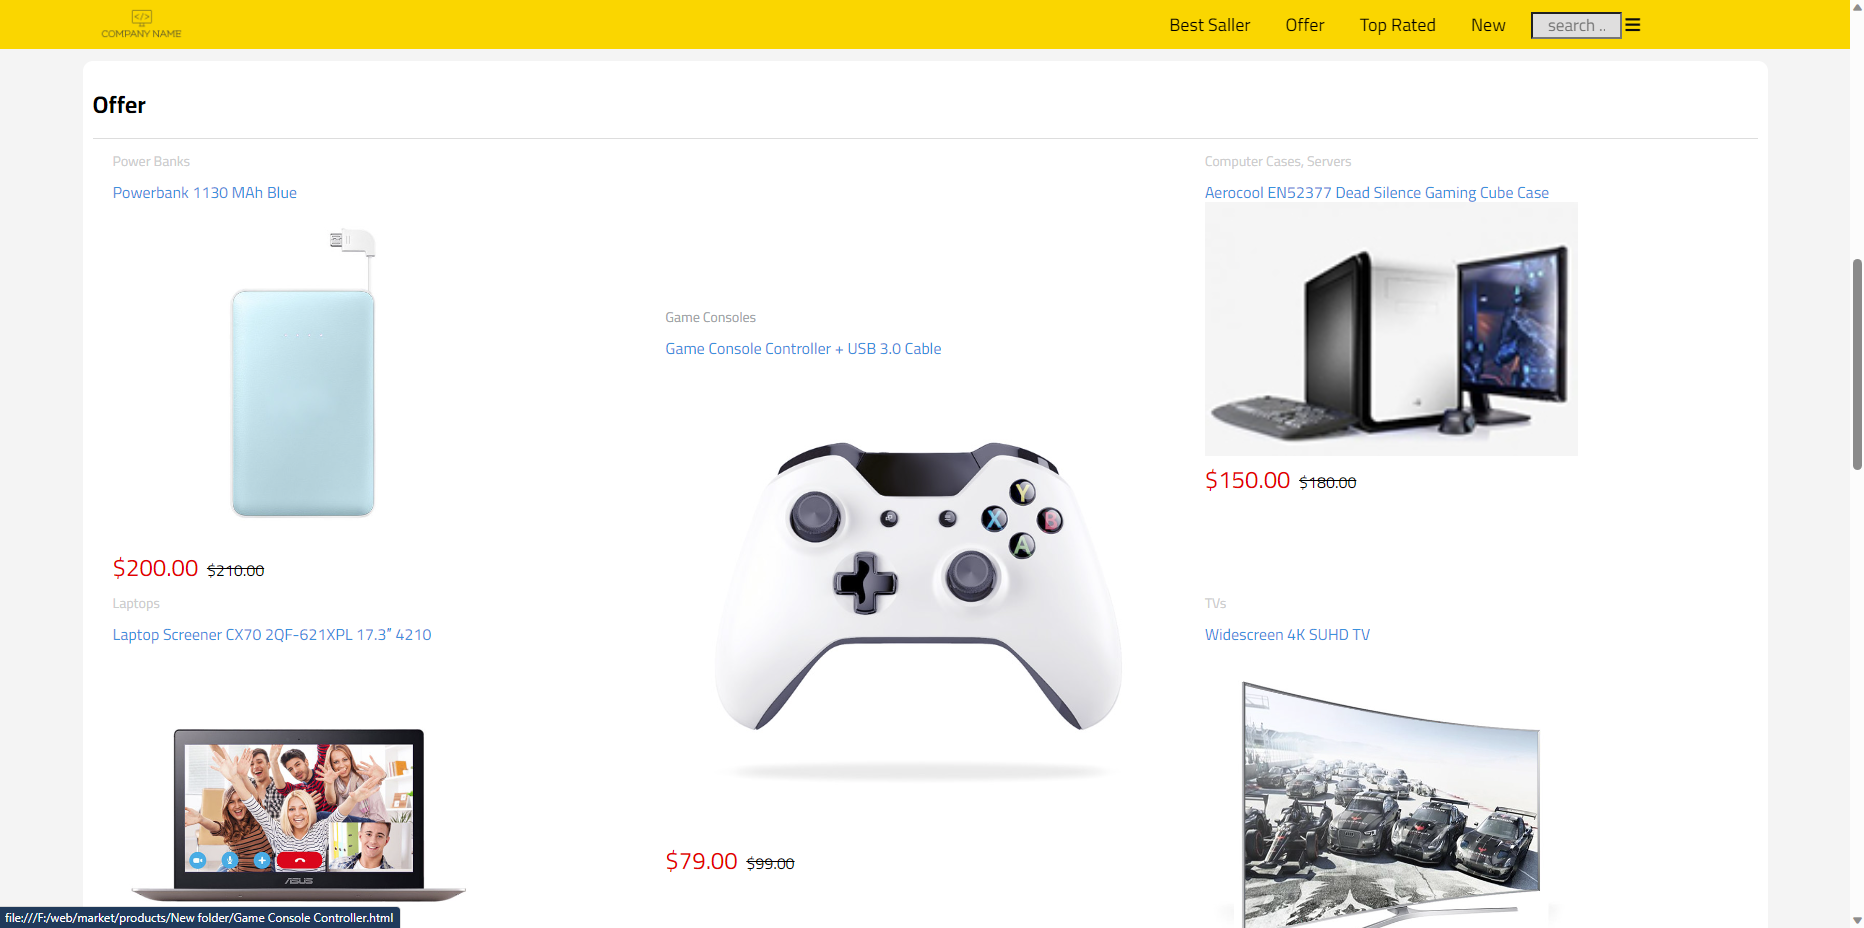 COMPANY NAME
Best Saller Offer Top Rated New search ..
Offer
Power Banks
Powerbank 1130 MAh Blue
$200.00 $210.00
Laptops
Laptop Screener CX70 2QF-621XPL 17.3″ 4210
ASUS
Game Consoles
Game Console Controller + USB 3.0 Cable
Y
X B
A
$79.00 $99.00
Computer Cases, Servers
Aerocool EN52377 Dead Silence Gaming Cube Case
$150.00 $180.00
TVs
Widescreen 4K SUHD TV
file:///F:/web/market/products/New folder/Game Console Controller.html